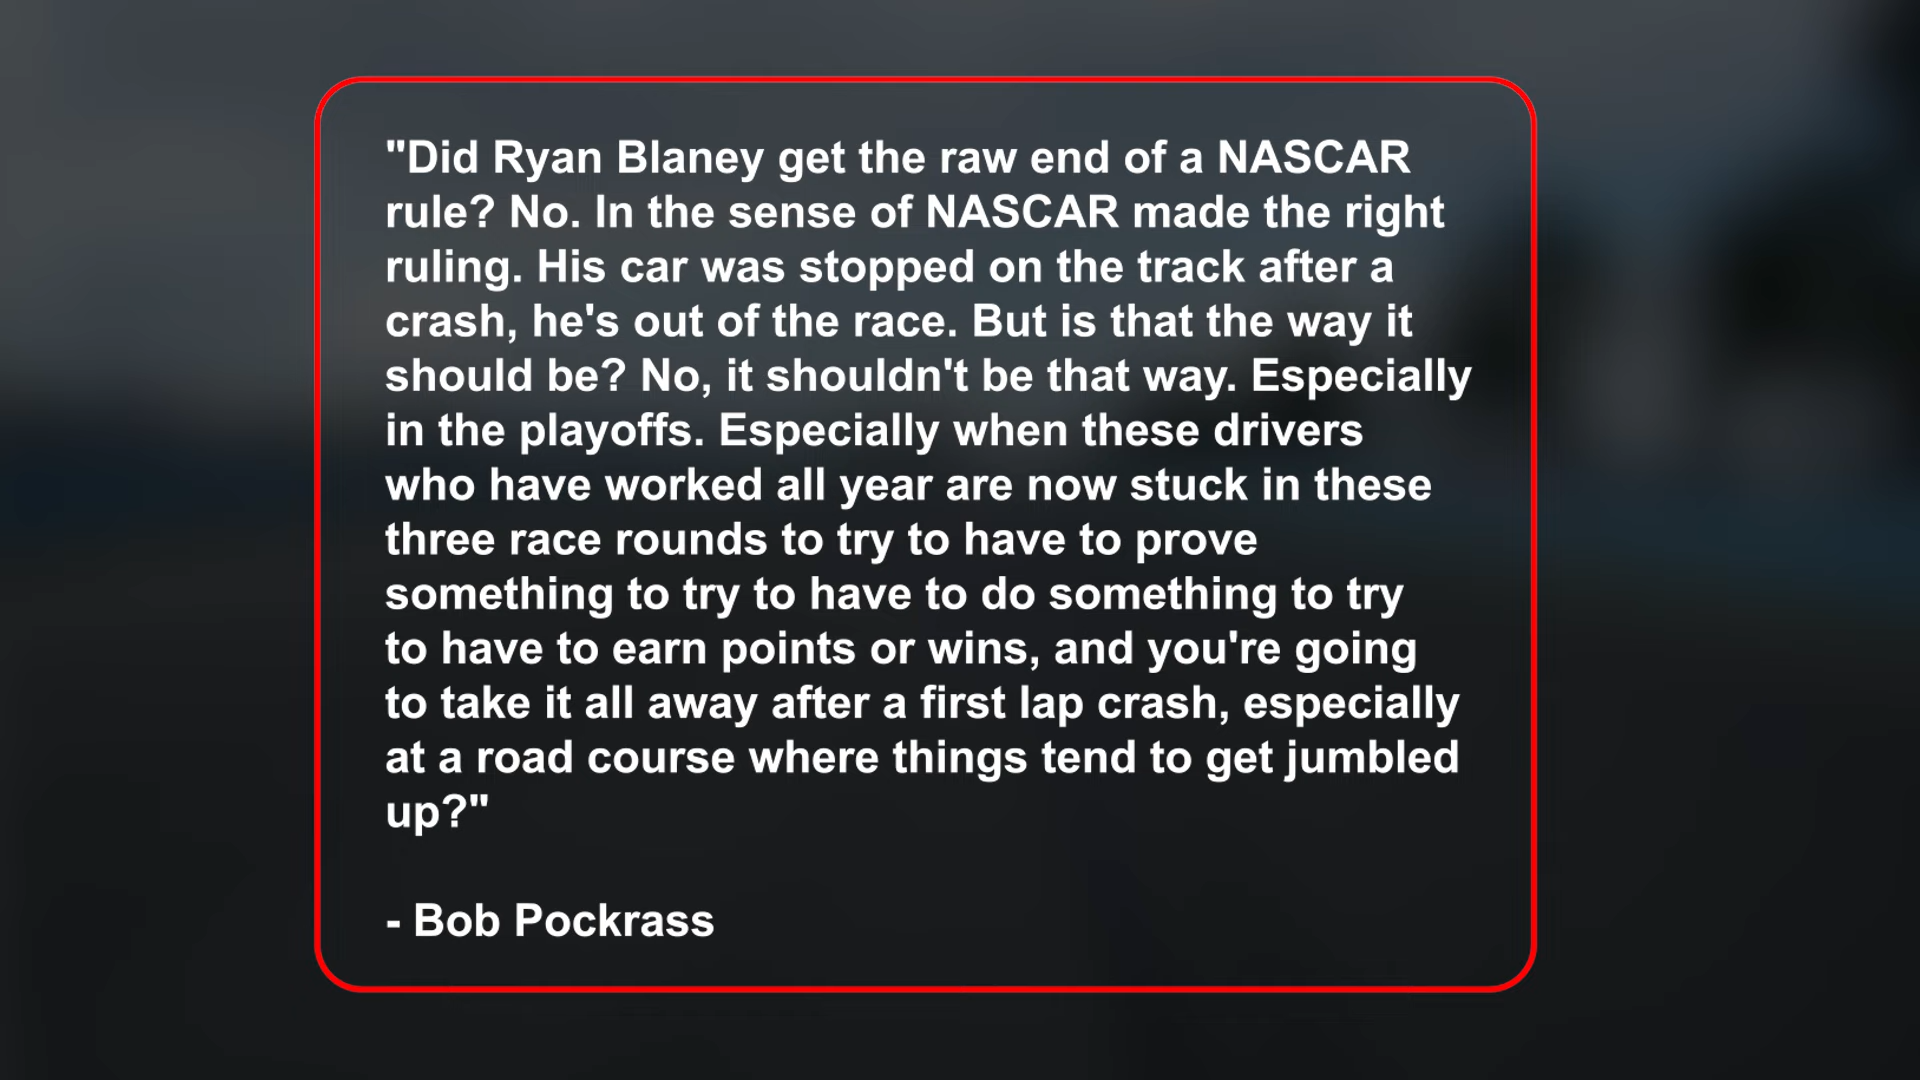 "Did Ryan Blaney get the raw end of a NASCAR
rule? No. In the sense of NASCAR made the right
ruling. His car was stopped on the track after a
crash, he's out of the race. But is that the way it
should be? No, it shouldn't be that way. Especially
in the playoffs. Especially when these drivers
who have worked all year are now stuck in these
three race rounds to try to have to prove
something to try to have to do something to try
to have to earn points or wins, and you're going
to take it all away after a first lap crash, especially
at a road course where things tend to get jumbled
up?"
- Bob Pockrass